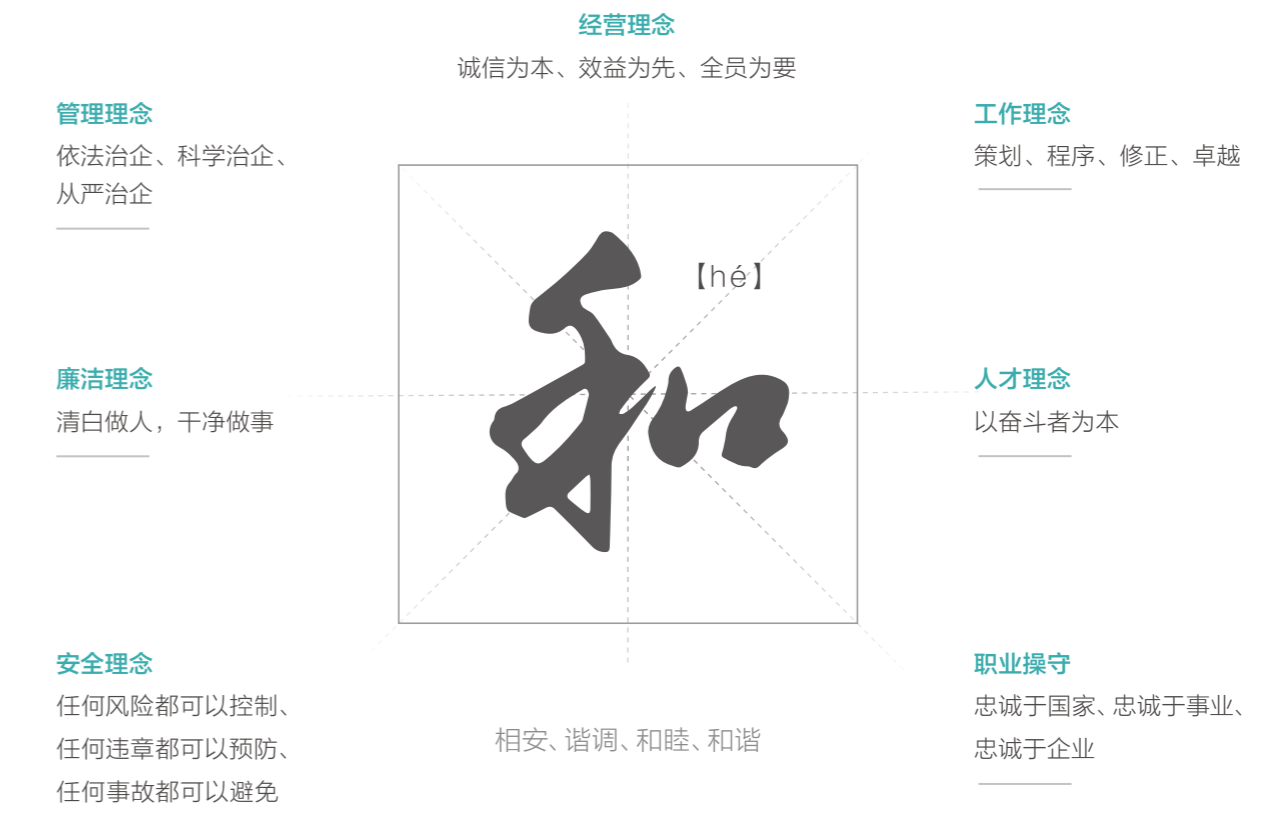 经营理念
诚信为本、效益为先、全员为要
管理理念
依法治企、科学治企、
从严治企
工作理念
策划、程序、修正、卓越
和
【hé】
廉洁理念
清白做人，干净做事
人才理念
以奋斗者为本
安全理念
任何风险都可以控制、
任何违章都可以预防、
任何事故都可以避免
职业操守
忠诚于国家、忠诚于事业、
忠诚于企业
相安、谐调、和睦、和谐